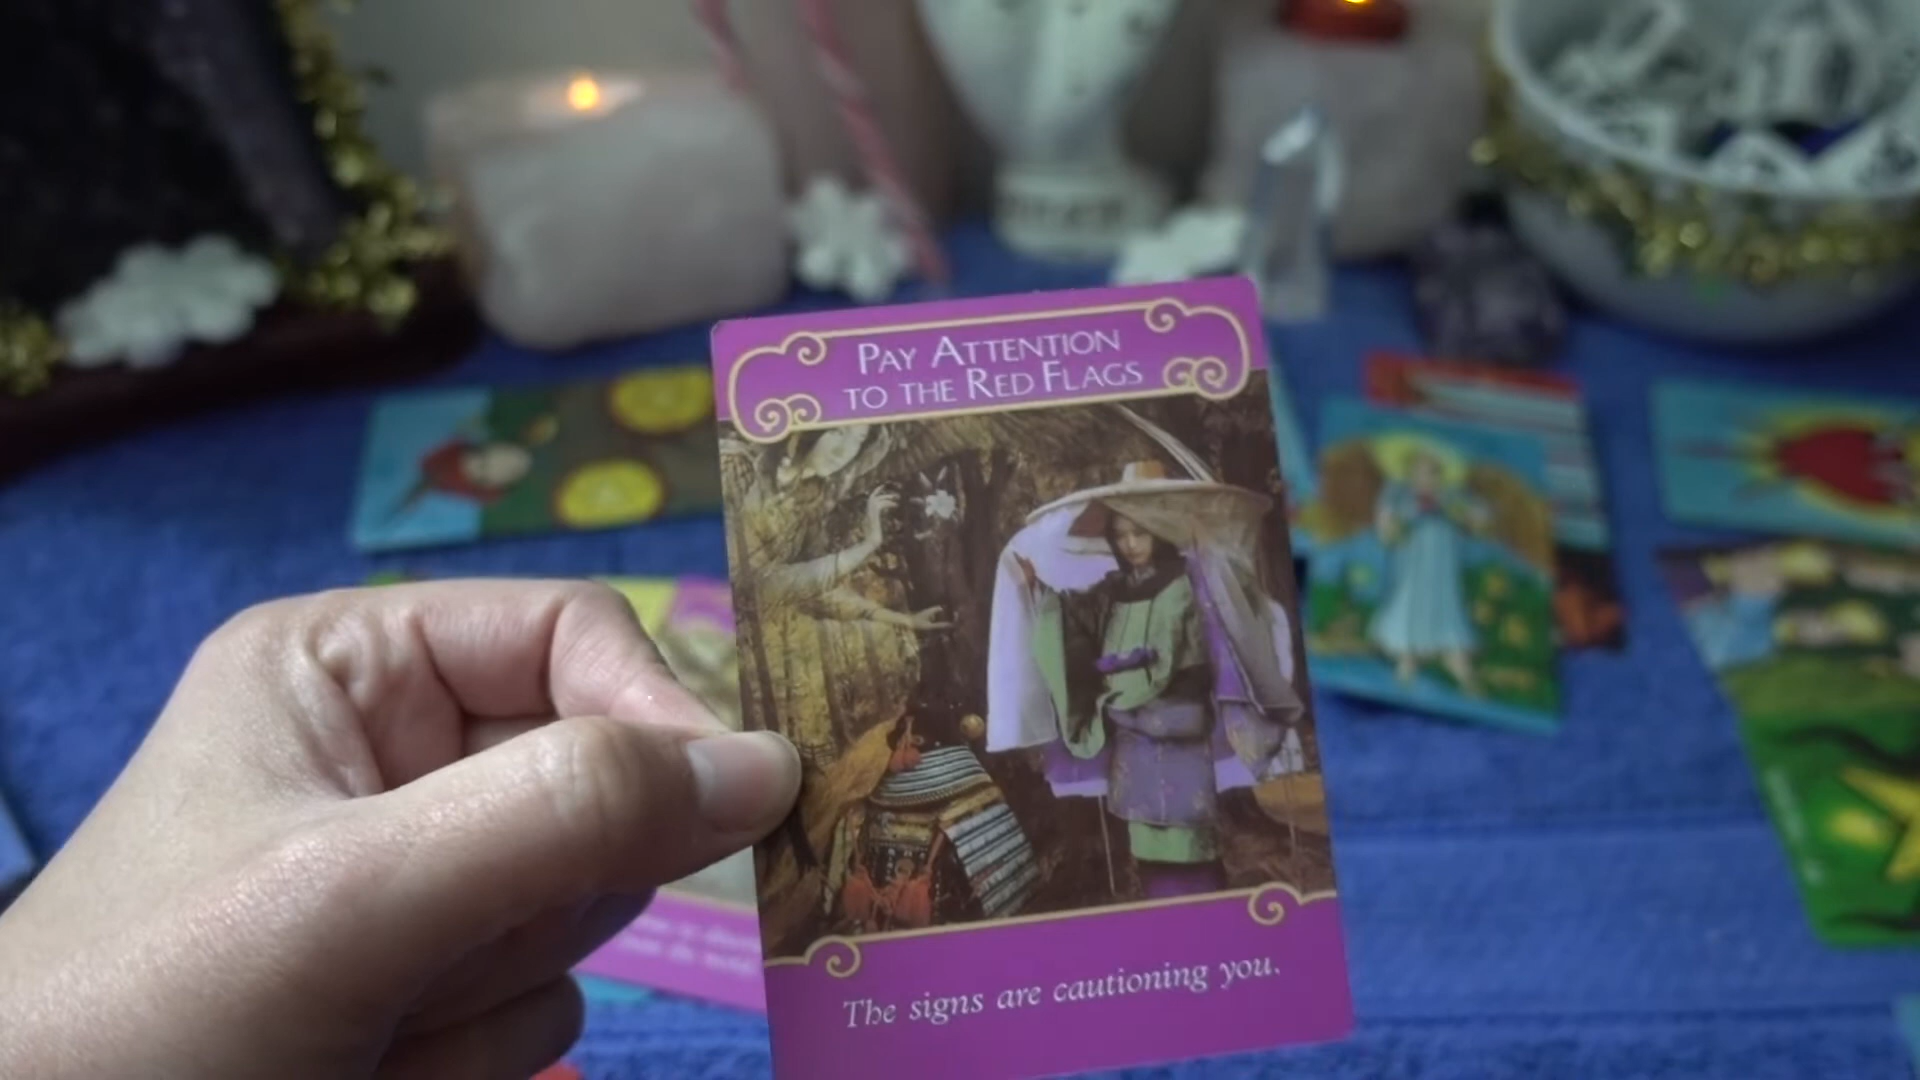 PAY ATTENTION
TO THE RED FLAGS
The signs are cautioning you.